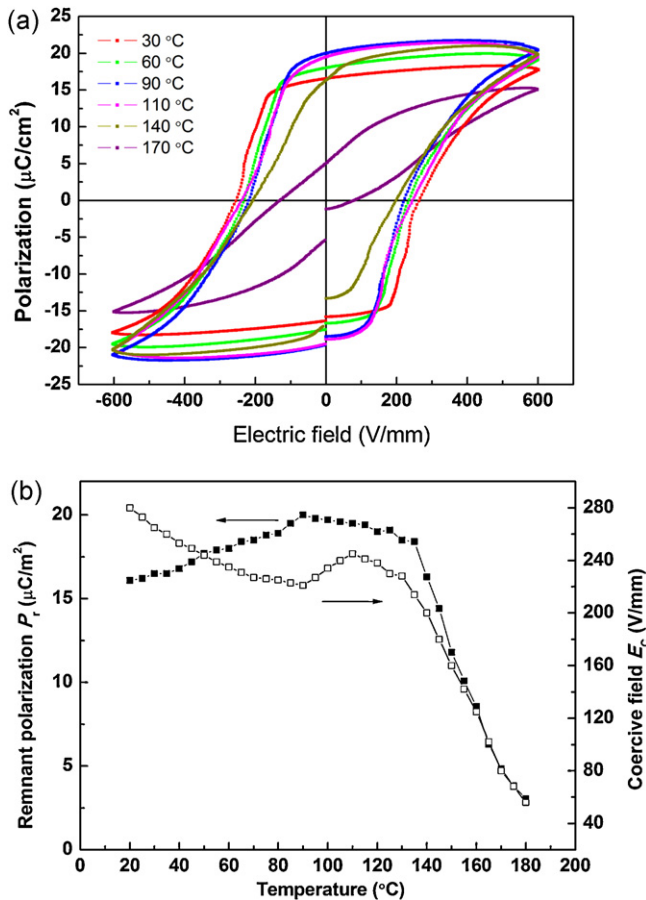 (a)
25
20
15
10
5
0
-5
-10
-15
-20
-25
Polarization (μC/cm²)
30 °C
60 °C
90 °C
110 °C
140 °C
170 °C
-600 -400 -200 0 200 400 600
Electric field (V/mm)
(b)
20
15
10
5
0
Remnant polarization Pr (μC/m²)
280
240
200
160
120
80
40
Coercive field Ec (V/mm)
0 20 40 60 80 100 120 140 160 180 200
Temperature (°C)